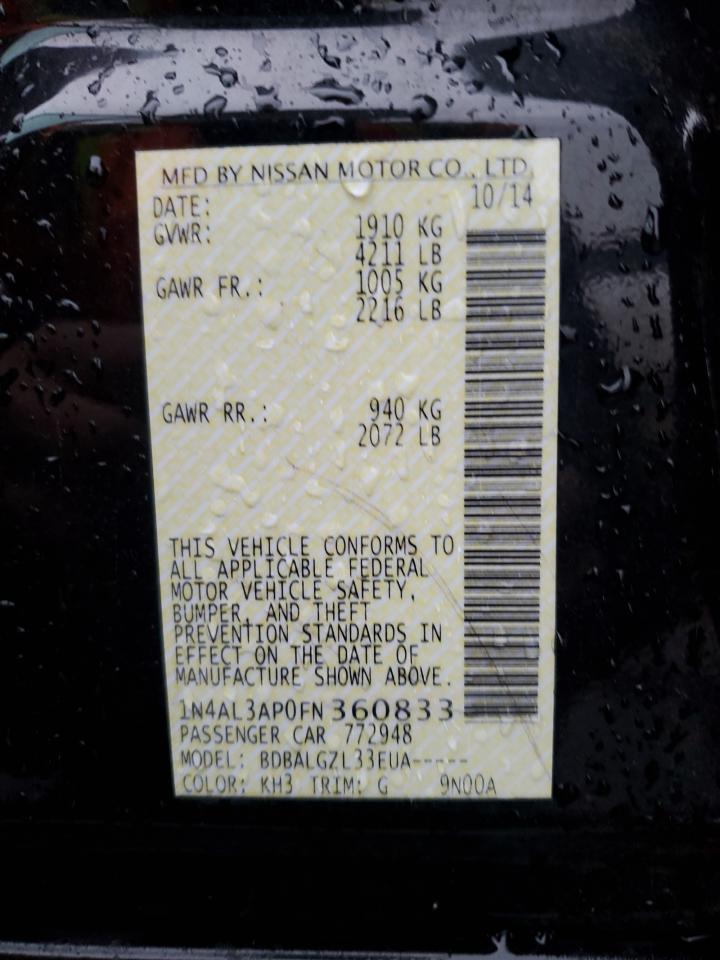 MFD BY NISSAN MOTOR CO., LTD.
DATE: 10/14
GVWR: 1910 KG
4211 LB
GAWR FR.: 1005 KG
2216 LB
GAWR RR.: 940 KG
2072 LB
THIS VEHICLE CONFORMS TO
ALL APPLICABLE FEDERAL
MOTOR VEHICLE SAFETY,
BUMPER, AND THEFT
PREVENTION STANDARDS IN
EFFECT ON THE DATE OF
MANUFACTURE SHOWN ABOVE.
1N4AL3AP0FN360833
PASSENGER CAR 772948
MODEL: BDBALGZL33EUA-----
COLOR: KH3 TRIM: G 9N00A